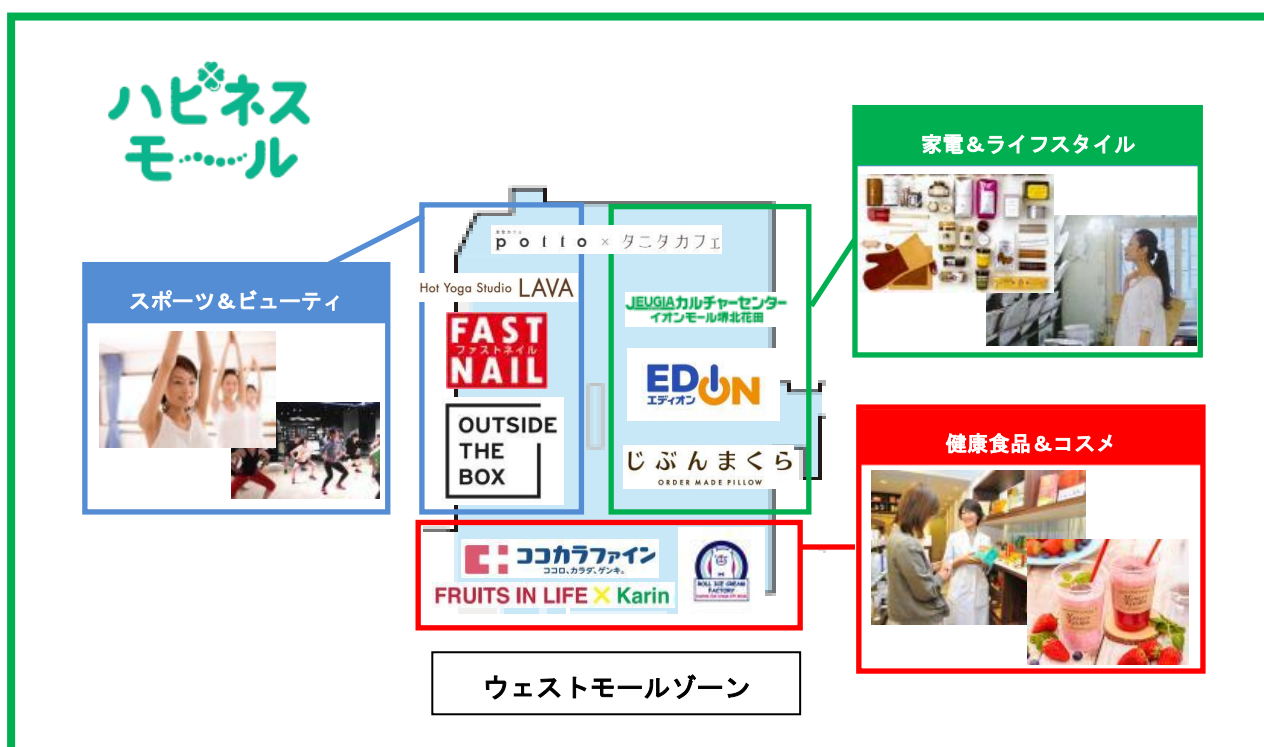 ハピネス
モール
家電＆ライフスタイル
potto × タニタカフェ
スポーツ＆ビューティ
Hot Yoga Studio LAVA
JEUGIAカルチャーセンター
イオンモール堺北花田
FAST
ファストネイル
NAIL
EDION
エディオン
OUTSIDE
THE
BOX
じぶんまくら
ORDER MADE PILLOW
健康食品＆コスメ
ココカラファイン
ココロ、カラダ、ゲンキ。
ROLL ICE CREAM
FACTORY
FRUITS IN LIFE × Karin
ウェストモールゾーン